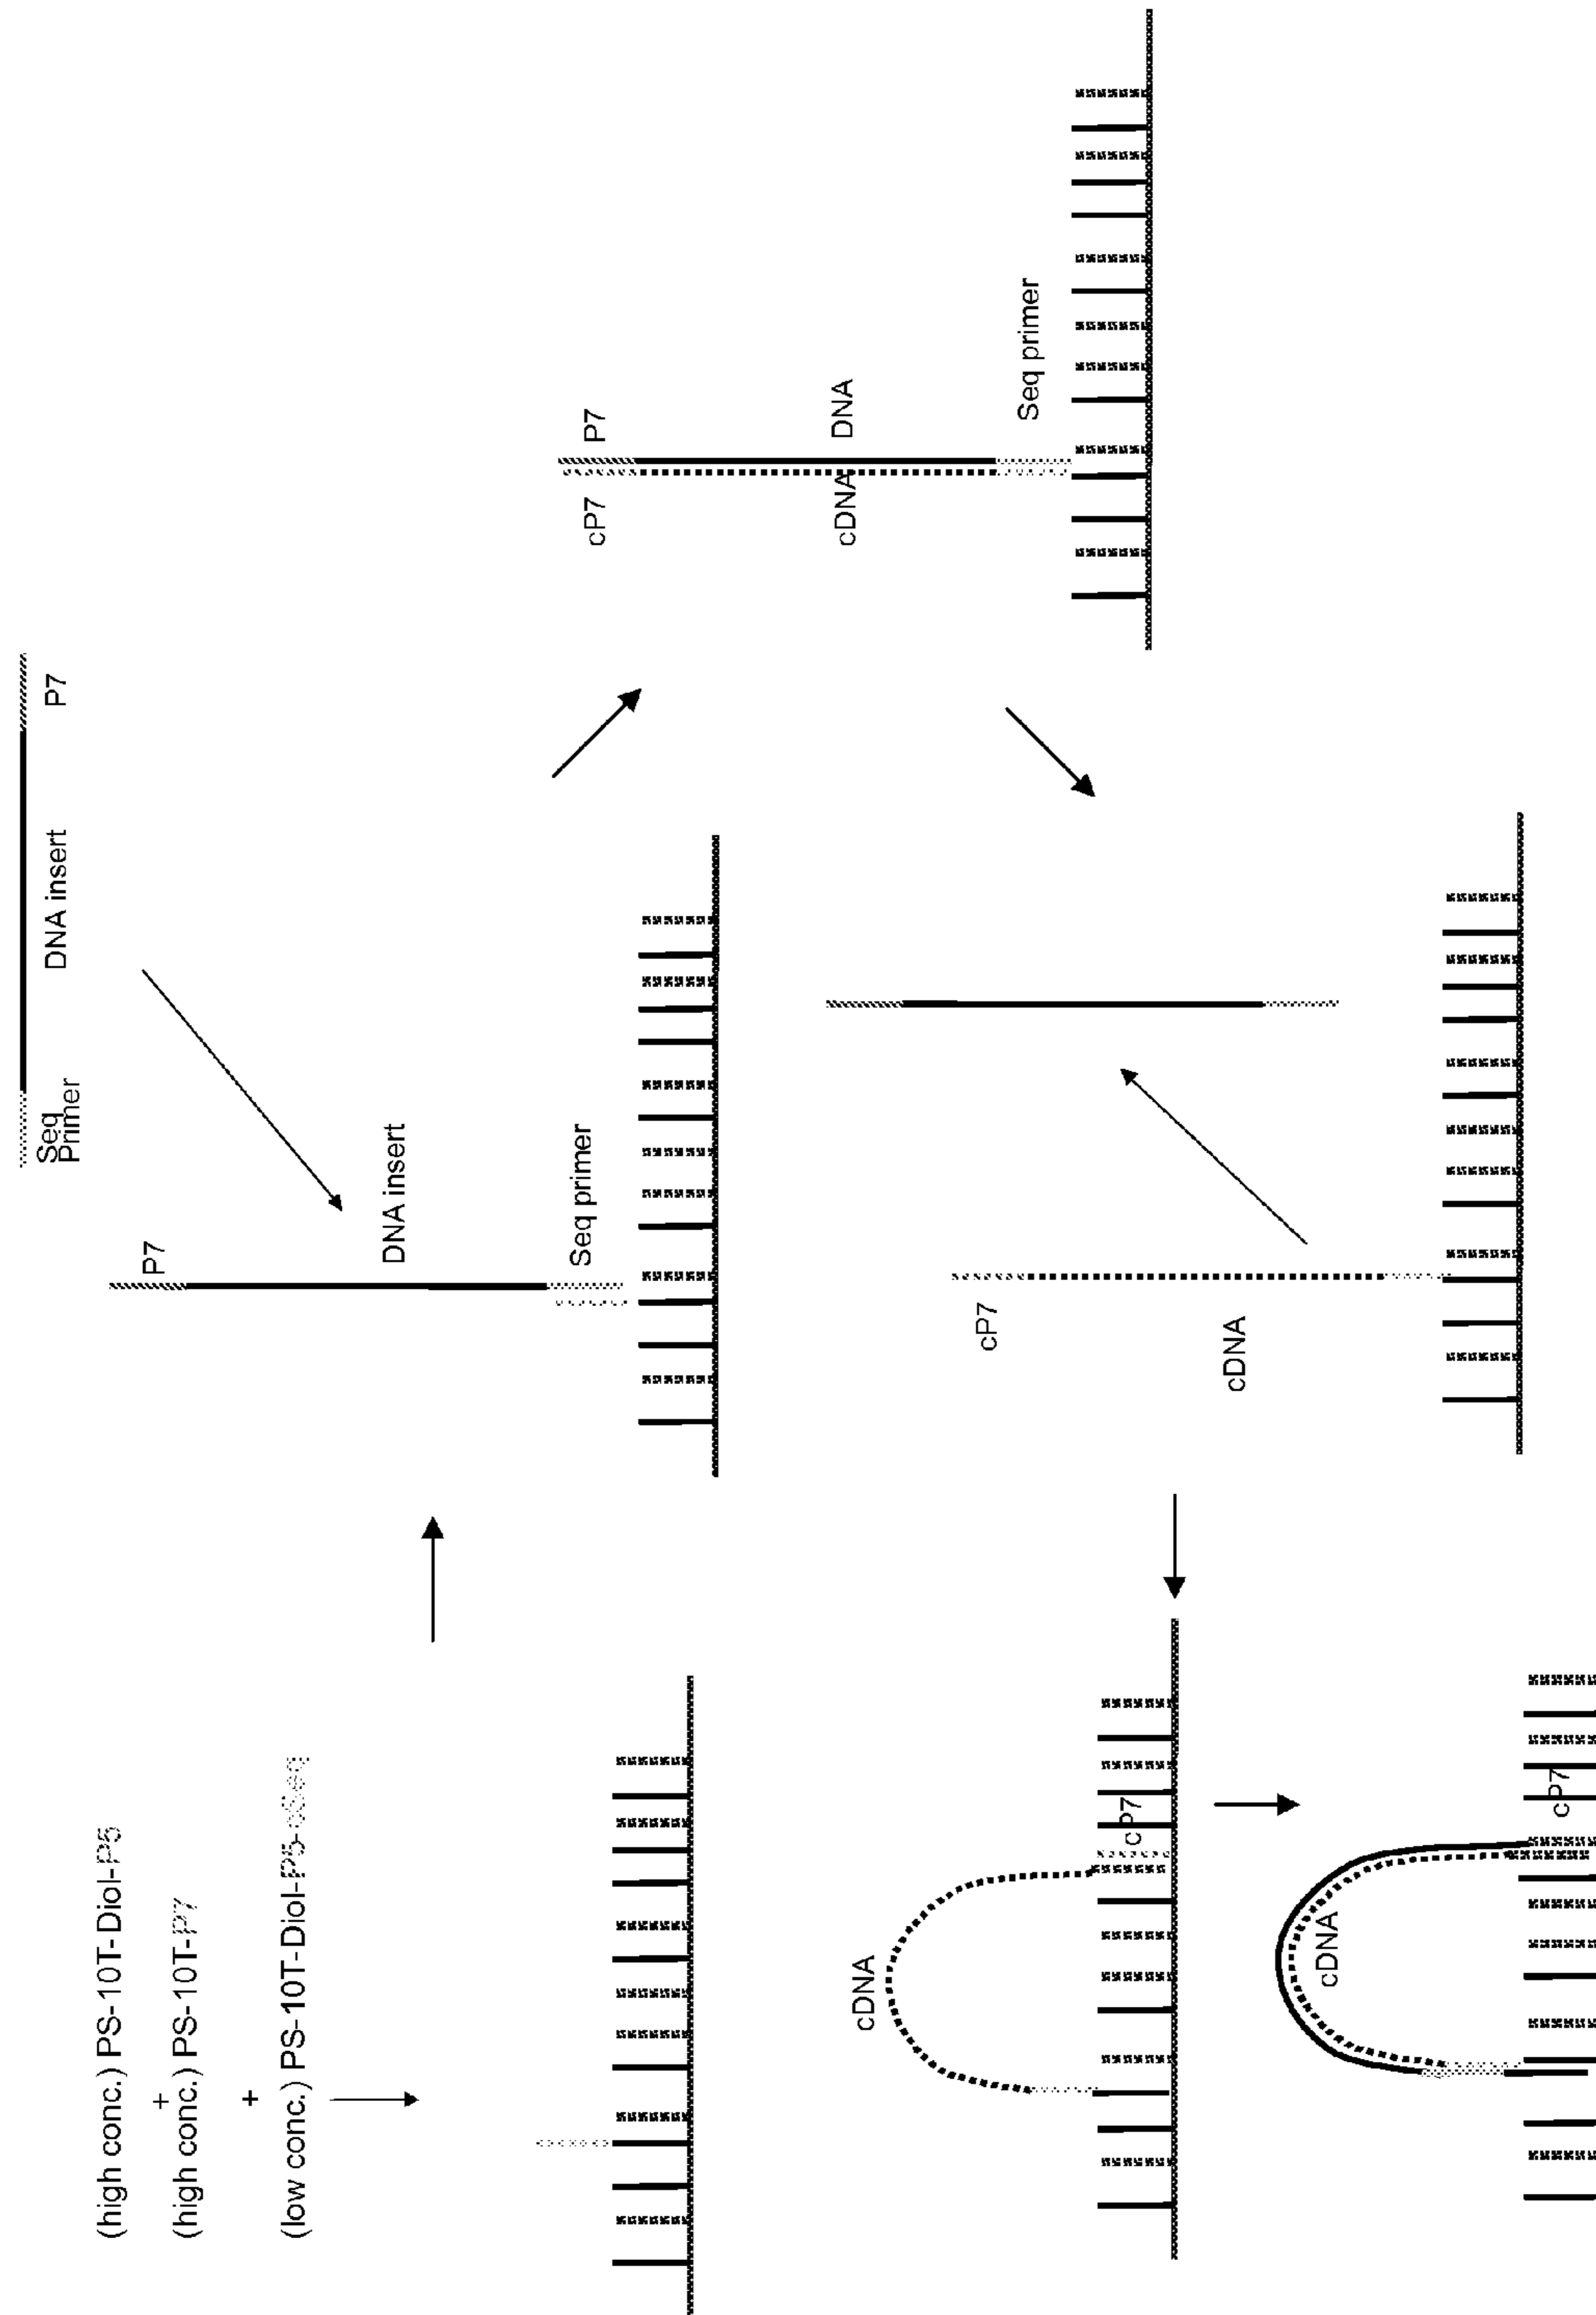 (high conc.) PS-10T-Diol-P5
+
(high conc.) PS-10T-P7
+
(low conc.) PS-10T-Diol-P5-cSeq
Seq
Primer
DNA insert
P7
P7
DNA insert
Seq primer
cP7
P7
cDNA
DNA
Seq primer
cP7
cDNA
cDNA
cP7
cDNA
cP7